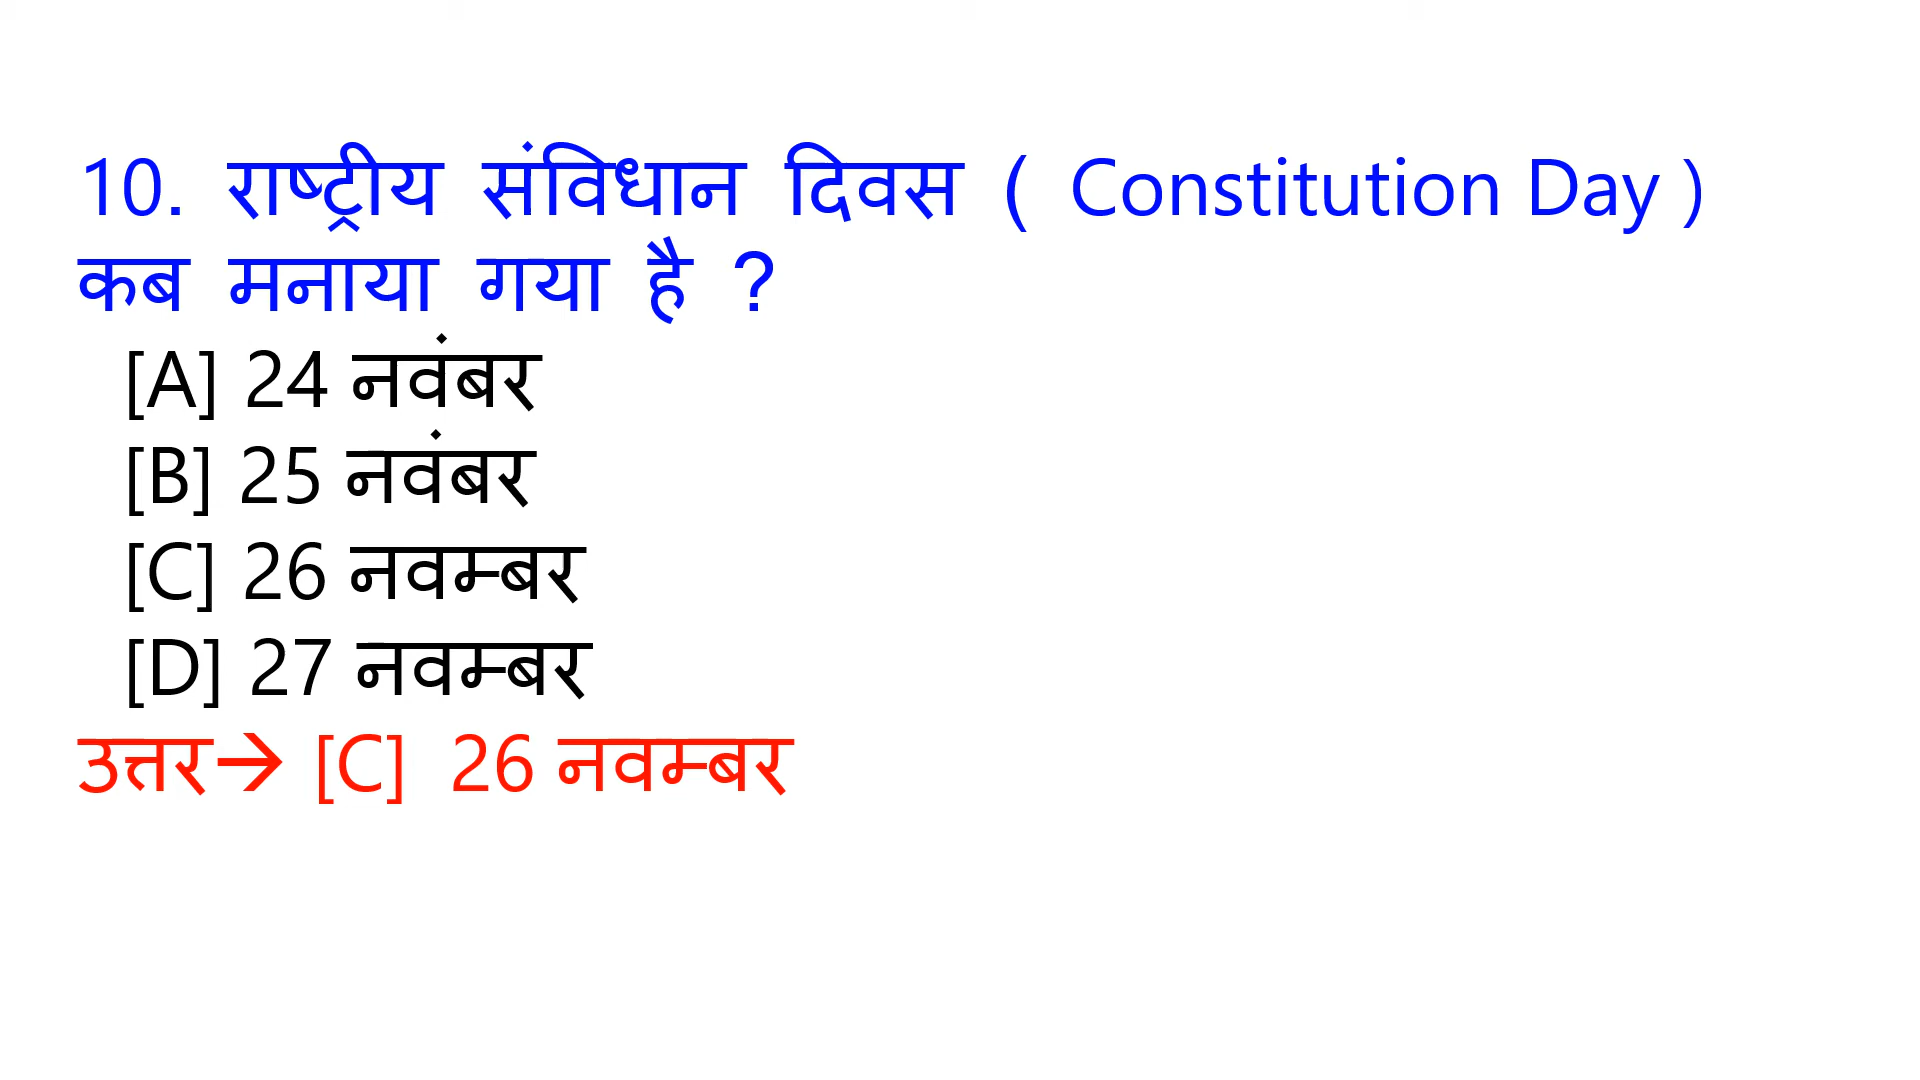 10. राष्ट्रीय संविधान दिवस ( Constitution Day )
कब मनाया गया है ?
[A] 24 नवंबर
[B] 25 नवंबर
[C] 26 नवम्बर
[D] 27 नवम्बर
उत्तर→ [C] 26 नवम्बर